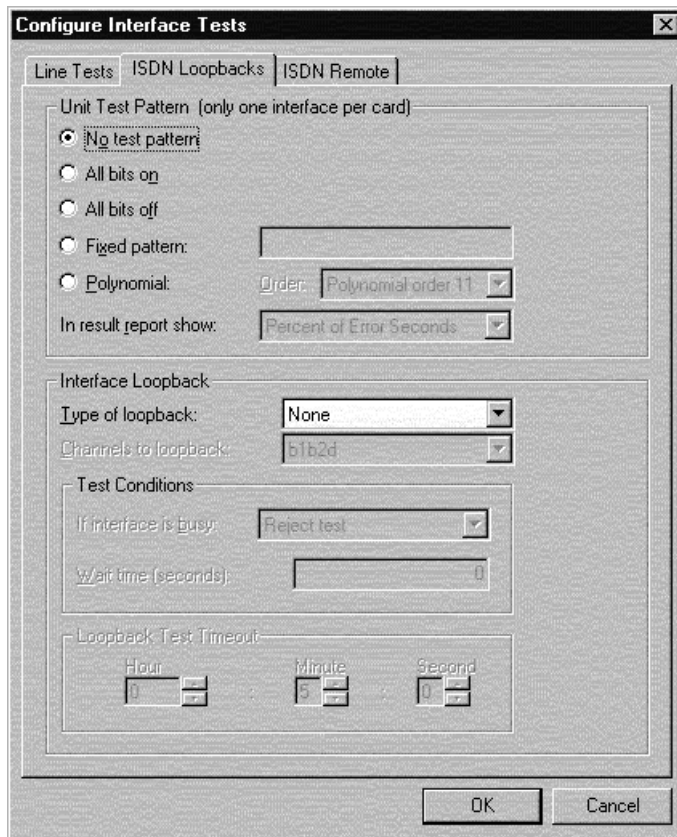 Configure Interface Tests
Line Tests ISDN Loopbacks ISDN Remote
Unit Test Pattern (only one interface per card)
No test pattern
All bits on
All bits off
Fixed pattern:
Polynomial: Order: Polynomial order 11
In result report show: Percent of Error Seconds
Interface Loopback
Type of loopback: None
Channels to loopback: b1b2d
Test Conditions
If interface is busy: Reject test
Wait time (seconds): 0
Loopback Test Timeout
Hour Minute Second
0 : 5 : 0
OK Cancel